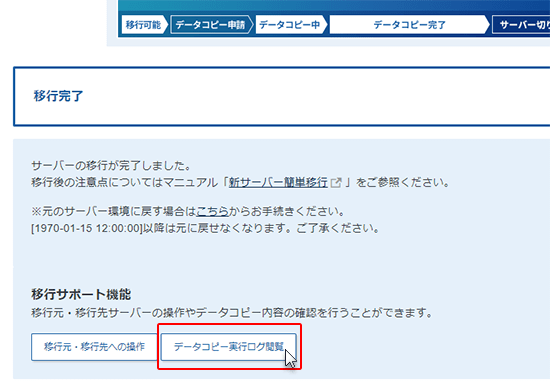 移行可能 データコピー申請 データコピー中 データコピー完了 サーバー切り
移行完了
サーバーの移行が完了しました。
移行後の注意点についてはマニュアル「新サーバー簡単移行」をご参照ください。
※元のサーバー環境に戻す場合はこちらからお手続きください。
[1970-01-15 12:00:00]以降は元に戻せなくなります。ご了承ください。
移行サポート機能
移行元・移行先サーバーの操作やデータコピー内容の確認を行うことができます。
移行元・移行先への操作 データコピー実行ログ閲覧